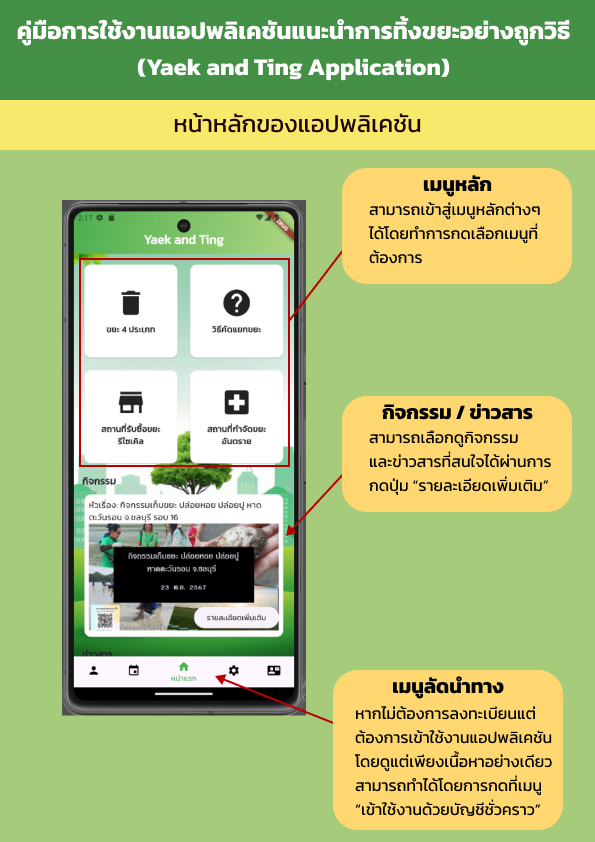 คู่มือการใช้งานแอปพลิเคชันแนะนำการทิ้งขยะอย่างถูกวิธี
(Yaek and Ting Application)
หน้าหลักของแอปพลิเคชัน
เมนูหลัก
สามารถเข้าสู่เมนูหลักต่างๆ
ได้โดยทำการกดเลือกเมนูที่
ต้องการ
2:17
Yaek and Ting
ขยะ 4 ประเภท
วิธีคัดแยกขยะ
สถานที่รับซื้อขยะ
รีไซเคิล
สถานที่กำจัดขยะ
อันตราย
กิจกรรม / ข่าวสาร
สามารถเลือกดูกิจกรรม
และข่าวสารที่สนใจได้ผ่านการ
กดปุ่ม “รายละเอียดเพิ่มเติม”
กิจกรรม
หัวเรื่อง: กิจกรรมเก็บขยะ ปล่อยหอย ปล่อยปู หาด
ตะวันรอน จ.ชลบุรี รอบ 16
กิจกรรมเก็บขยะ ปล่อยหอย ปล่อยปู
หาดตะวันรอน จ.ชลบุรี
23 พ.ย. 2567
รายละเอียดเพิ่มเติม
ข่าวสาร
หน้าแรก
เมนูลัดนำทาง
หากไม่ต้องการลงทะเบียนแต่
ต้องการเข้าใช้งานแอปพลิเคชัน
โดยดูแต่เพียงเนื้อหาอย่างเดียว
สามารถทำได้โดยการกดที่เมนู
“เข้าใช้งานด้วยบัญชีชั่วคราว”